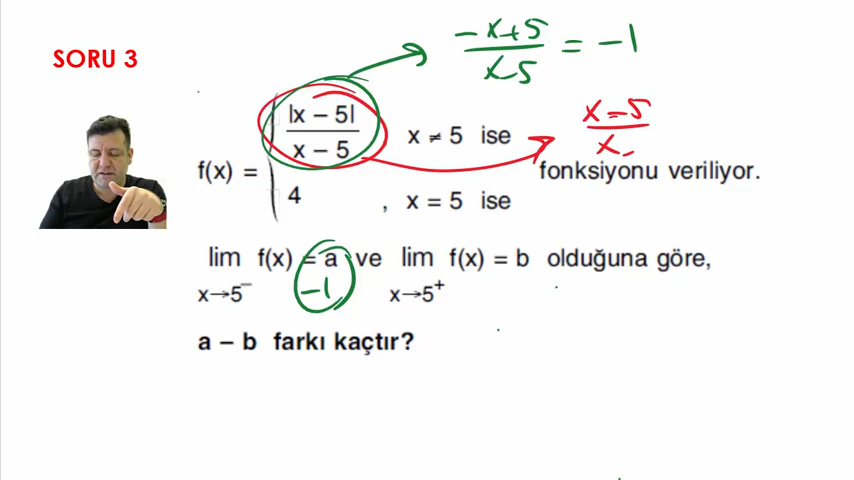 SORU 3
-x+5
x-5
= -1
|x – 5|
x – 5
x ≠ 5 ise
x-5
x-
f(x) =
fonksiyonu veriliyor.
4 , x = 5 ise
lim f(x) = a ve lim f(x) = b olduğuna göre,
x→5⁻ -1 x→5⁺
a – b farkı kaçtır?